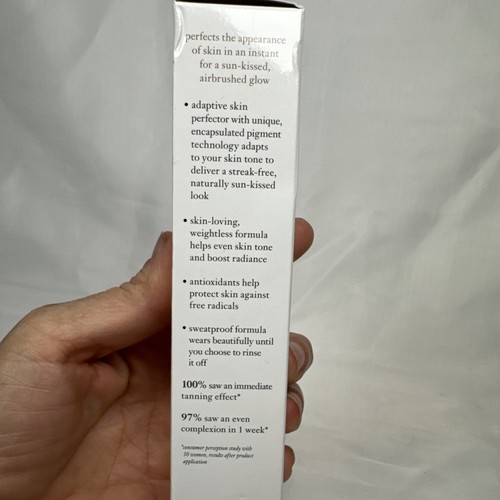 perfects the appearance
of skin in an instant
for a sun-kissed,
airbrushed glow
• adaptive skin
perfector with unique,
encapsulated pigment
technology adapts
to your skin tone to
deliver a streak-free,
naturally sun-kissed
look
• skin-loving,
weightless formula
helps even skin tone
and boost radiance
• antioxidants help
protect skin against
free radicals
• sweatproof formula
wears beautifully until
you choose to rinse
it off
100% saw an immediate
tanning effect*
97% saw an even
complexion in 1 week*
*consumer perception study with
30 women, results after product
application